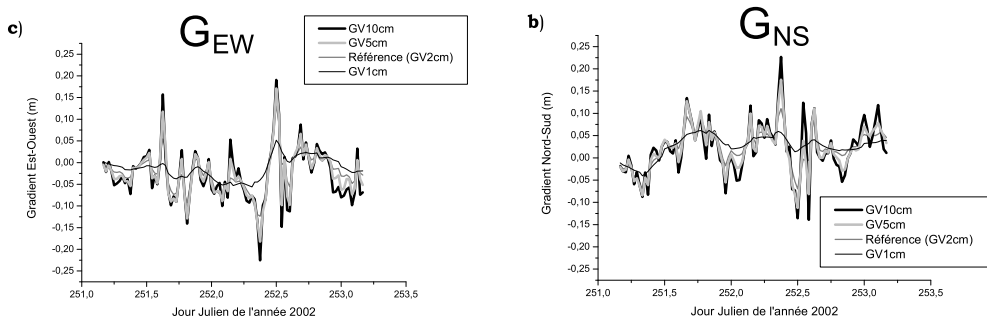 c)
G_EW
GV10cm
GV5cm
Référence (GV2cm)
GV1cm
0,25
0,20
0,15
0,10
0,05
0,00
-0,05
-0,10
-0,15
-0,20
-0,25
Gradient Est-Ouest (m)
251,0 251,5 252,0 252,5 253,0 253,5
Jour Julien de l'année 2002
b)
G_NS
0,25
0,20
0,15
0,10
0,05
0,00
-0,05
-0,10
-0,15
-0,20
-0,25
Gradient Nord-Sud (m)
GV10cm
GV5cm
Référence (GV2cm)
GV1cm
251,0 251,5 252,0 252,5 253,0 253,5
Jour Julien de l'année 2002